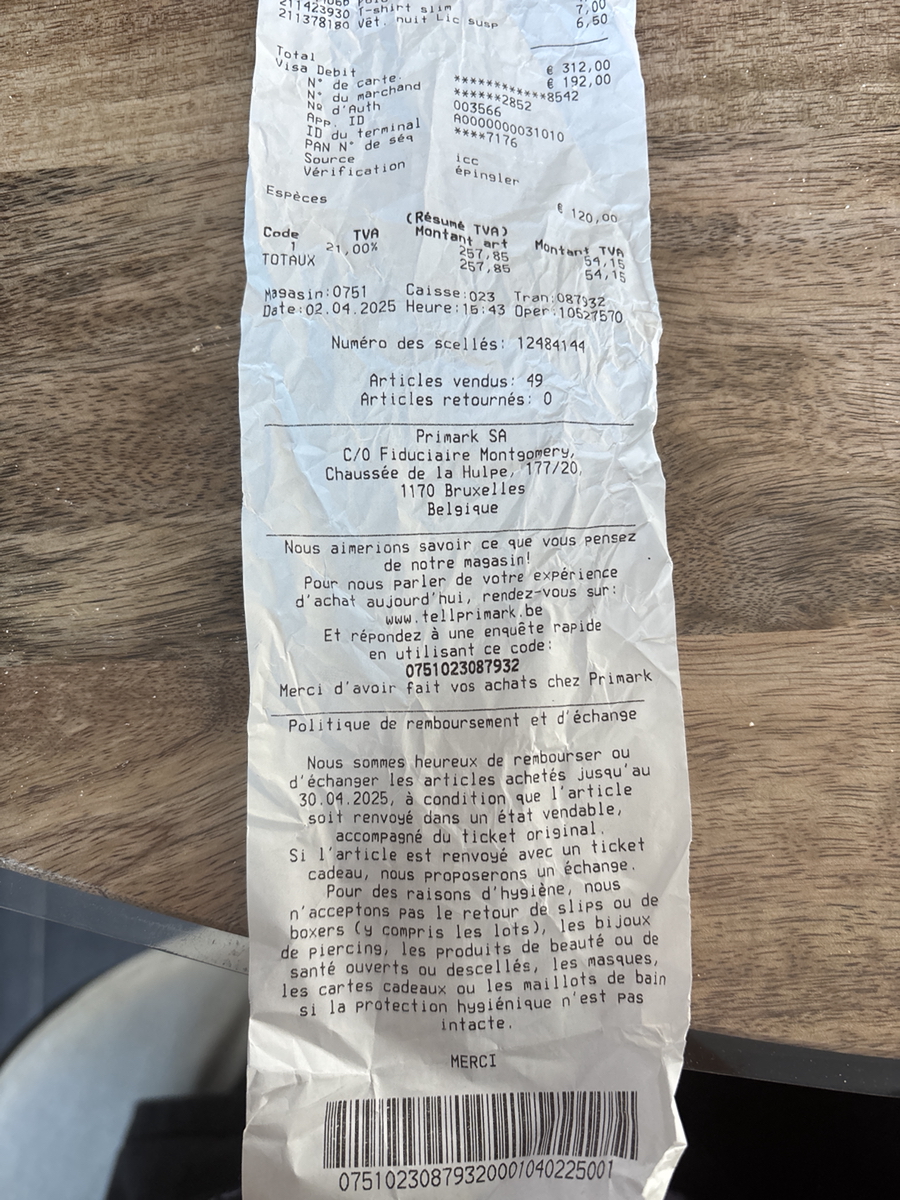 211423930 T-shirt slim 7,00
211378180 Vêt. nuit Lic susp 6,50
Total € 312,00
Visa Debit € 192,00
N° de carte ************8542
N° du marchand ******2852
No d'Auth 003566
App. ID A0000000031010
ID du terminal ****7176
PAN N° de séq
Source icc
Vérification épingler
Espèces € 120,00
(Résumé TVA)
Code TVA Montant art Montant TVA
1 21,00% 257,85 54,15
TOTAUX 257,85 54,15
Magasin:0751 Caisse:023 Tran:087932
Date:02.04.2025 Heure:15:43 Oper:10527570
Numéro des scellés: 12484144
Articles vendus: 49
Articles retournés: 0
Primark SA
C/O Fiduciaire Montgomery,
Chaussée de la Hulpe, 177/20,
1170 Bruxelles
Belgique
Nous aimerions savoir ce que vous pensez
de notre magasin!
Pour nous parler de votre expérience
d'achat aujourd'hui, rendez-vous sur:
www.tellprimark.be
Et répondez à une enquête rapide
en utilisant ce code:
0751023087932
Merci d'avoir fait vos achats chez Primark
Politique de remboursement et d'échange
Nous sommes heureux de rembourser ou
d'échanger les articles achetés jusqu'au
30.04.2025, à condition que l'article
soit renvoyé dans un état vendable,
accompagné du ticket original.
Si l'article est renvoyé avec un ticket
cadeau, nous proposerons un échange.
Pour des raisons d'hygiène, nous
n'acceptons pas le retour de slips ou de
boxers (y compris les lots), les bijoux
de piercing, les produits de beauté ou de
santé ouverts ou descellés, les masques,
les cartes cadeaux ou les maillots de bain
si la protection hygiénique n'est pas
intacte.
MERCI
07510230879320001040225001